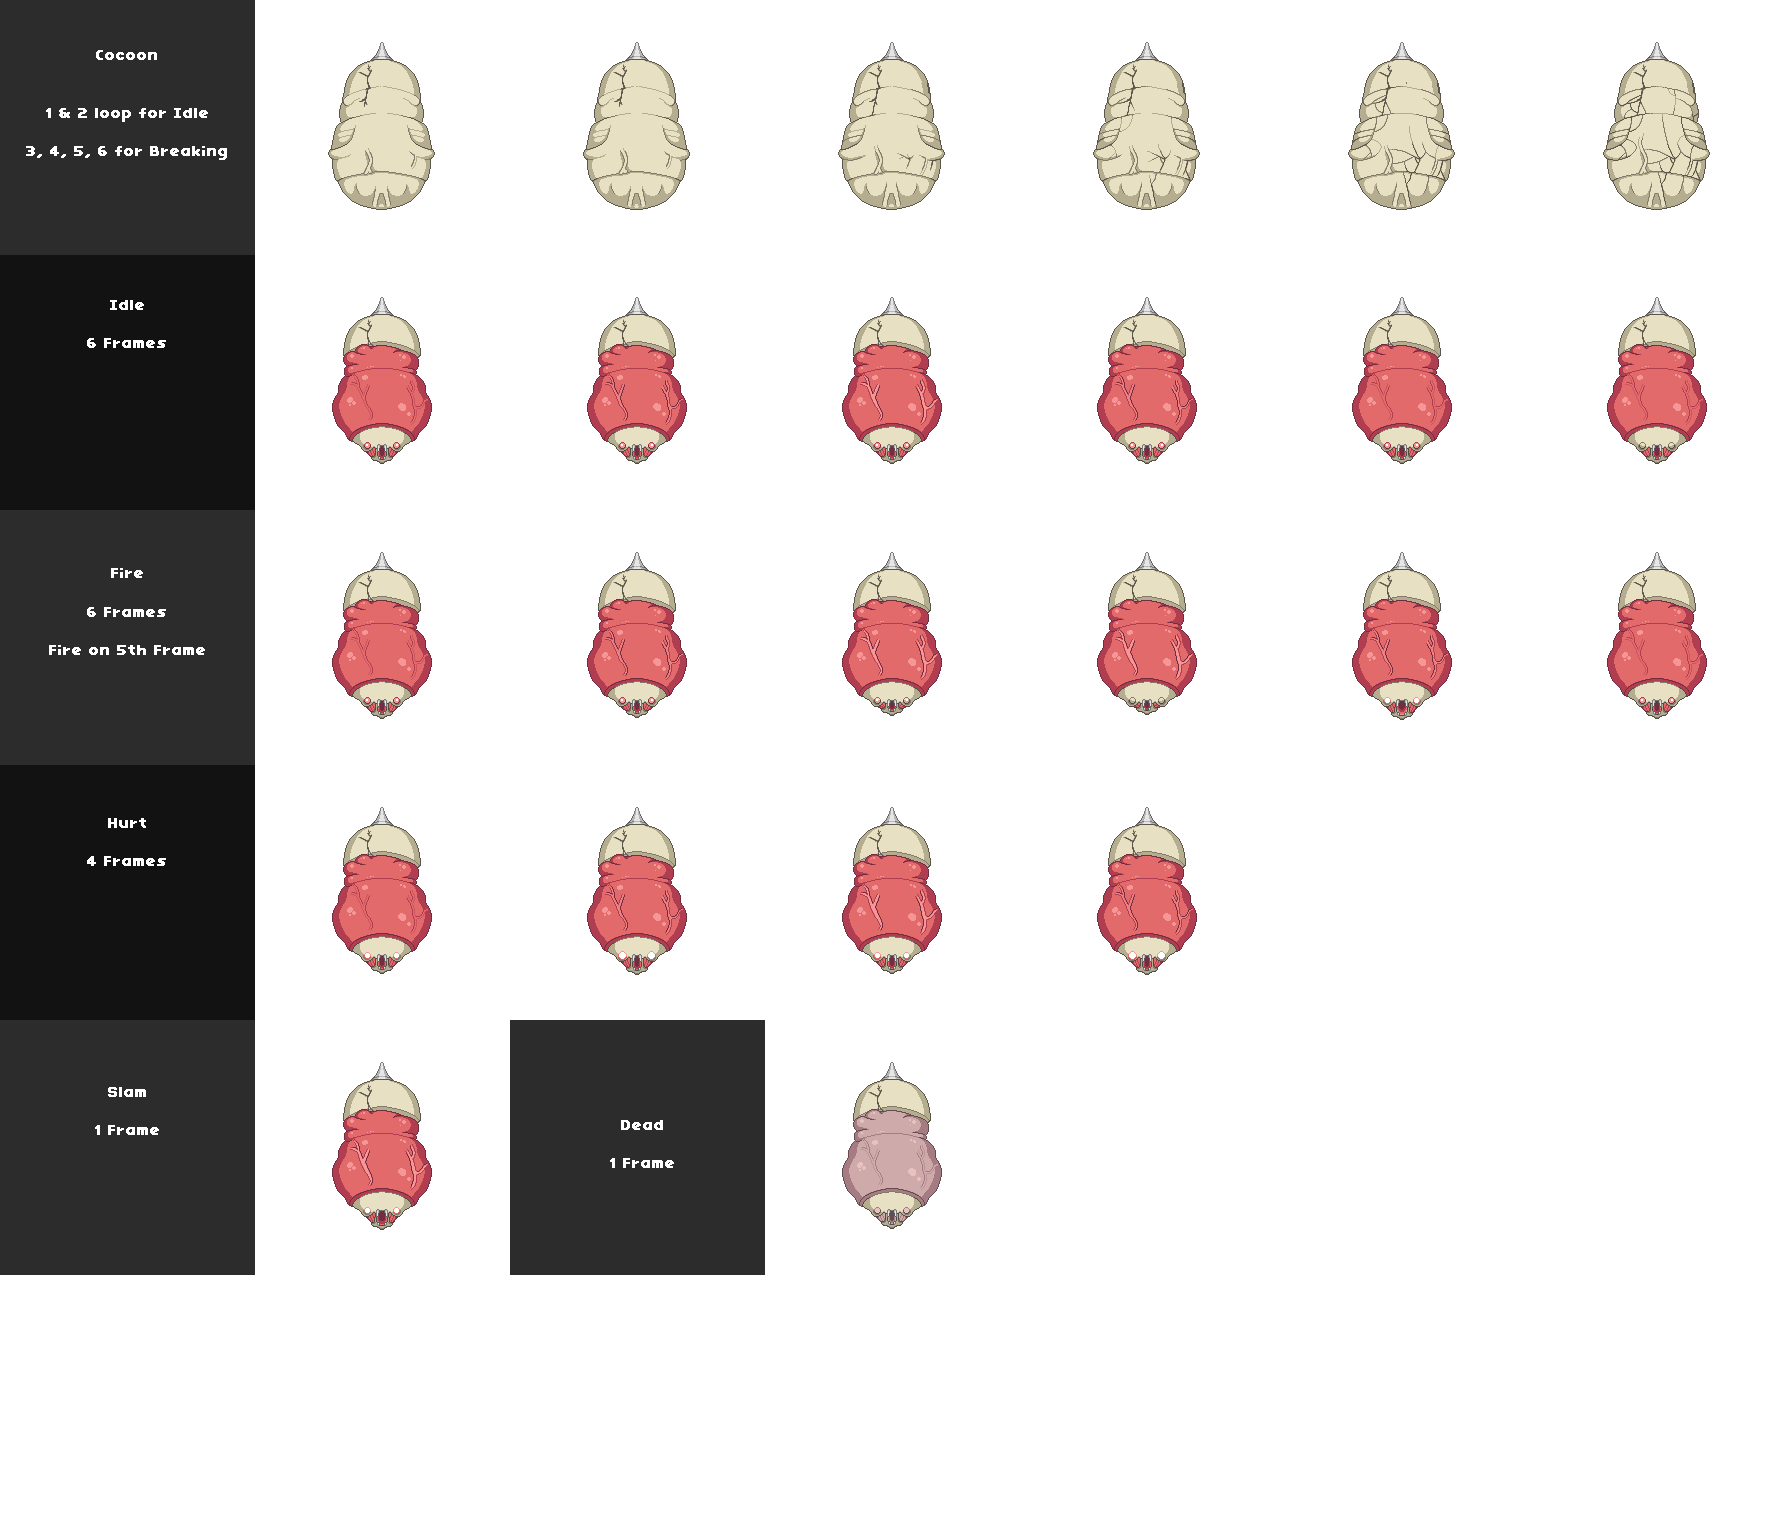 Cocoon
1 & 2 loop for Idle
3, 4, 5, 6 for Breaking
Idle
6 Frames
Fire
6 Frames
Fire on 5th Frame
Hurt
4 Frames
Slam
1 Frame
Dead
1 Frame